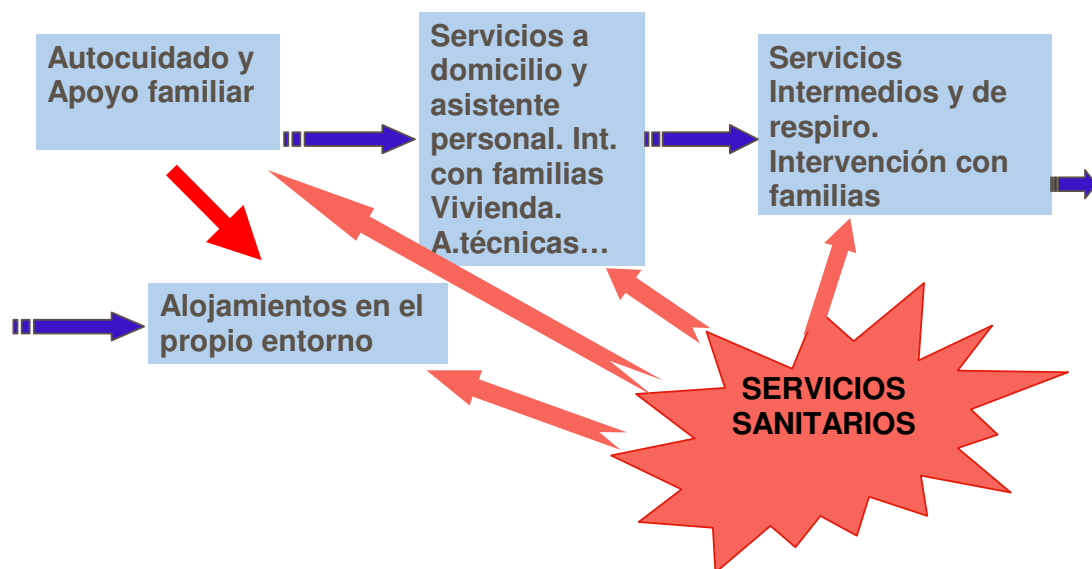 Autocuidado y
Apoyo familiar
Servicios a
domicilio y
asistente
personal. Int.
con familias
Vivienda.
A.técnicas…
Servicios
Intermedios y de
respiro.
Intervención con
familias
Alojamientos en el
propio entorno
SERVICIOS
SANITARIOS